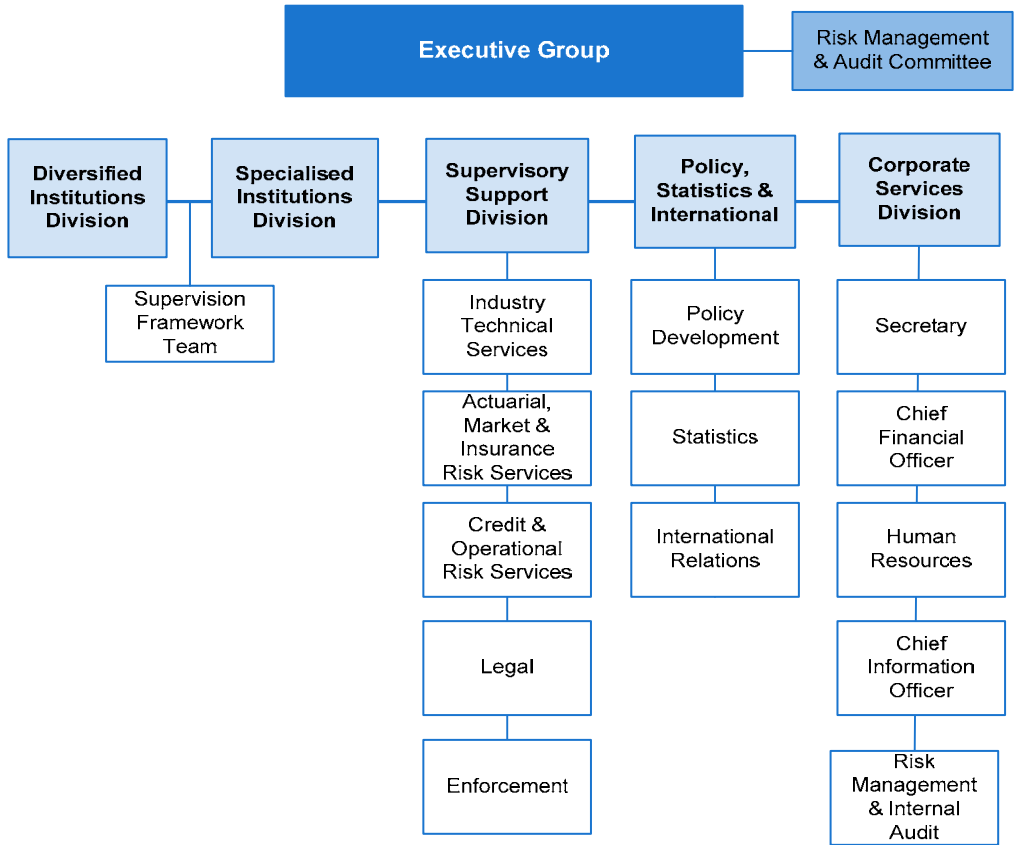 Executive Group
Risk Management
& Audit Committee
Diversified
Institutions
Division
Specialised
Institutions
Division
Supervisory
Support
Division
Policy,
Statistics &
International
Corporate
Services
Division
Supervision
Framework
Team
Industry
Technical
Services
Actuarial,
Market &
Insurance
Risk Services
Credit &
Operational
Risk Services
Legal
Enforcement
Policy
Development
Statistics
International
Relations
Secretary
Chief
Financial
Officer
Human
Resources
Chief
Information
Officer
Risk
Management
& Internal
Audit